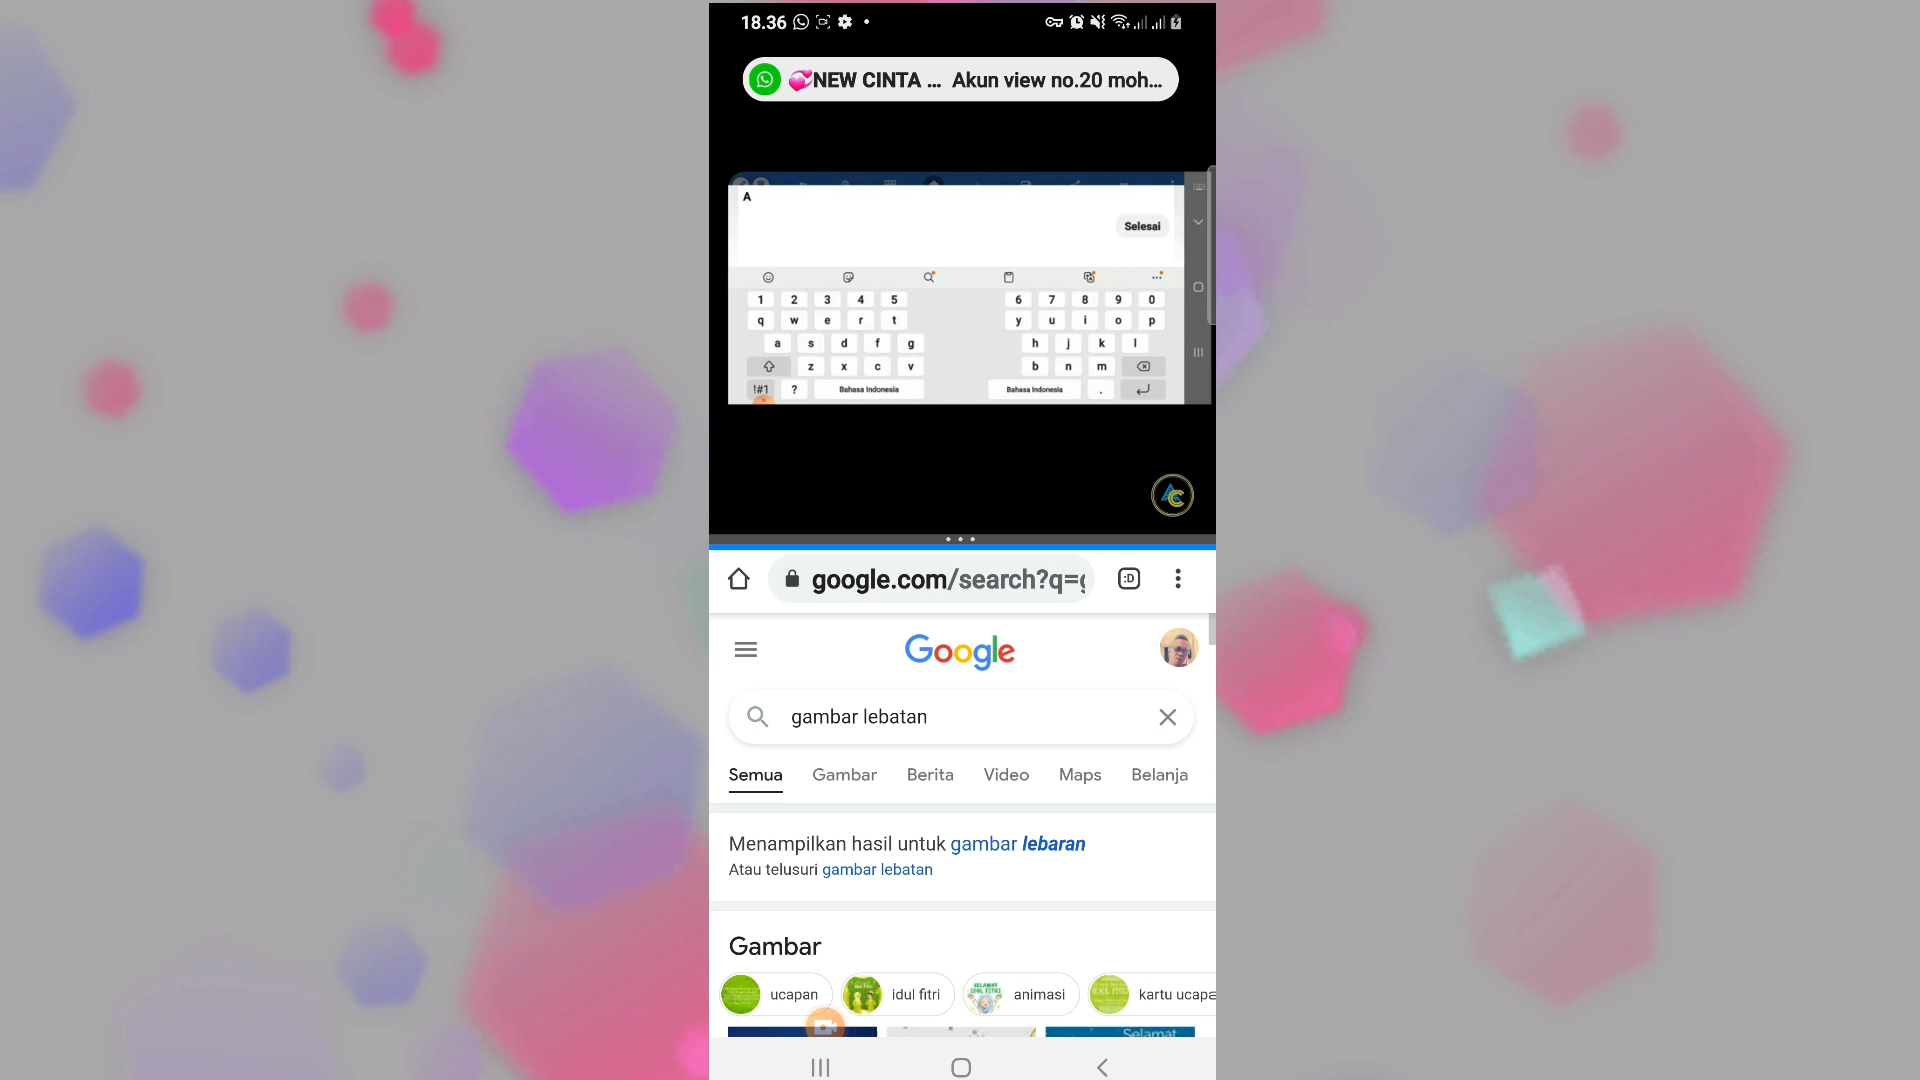 18.36
NEW CINTA ... Akun view no.20 moh...
A
Selesai
1 2 3 4 5 6 7 8 9 0
q w e r t y u i o p
a s d f g h j k l
z x c v b n m
!#1 ? Bahasa Indonesia Bahasa Indonesia .
AC
:D
google.com/search?q=
Google
gambar lebatan
Semua Gambar Berita Video Maps Belanja
Menampilkan hasil untuk gambar lebaran
Atau telusuri gambar lebatan
Gambar
ucapan idul fitri animasi kartu ucapa
Selamat